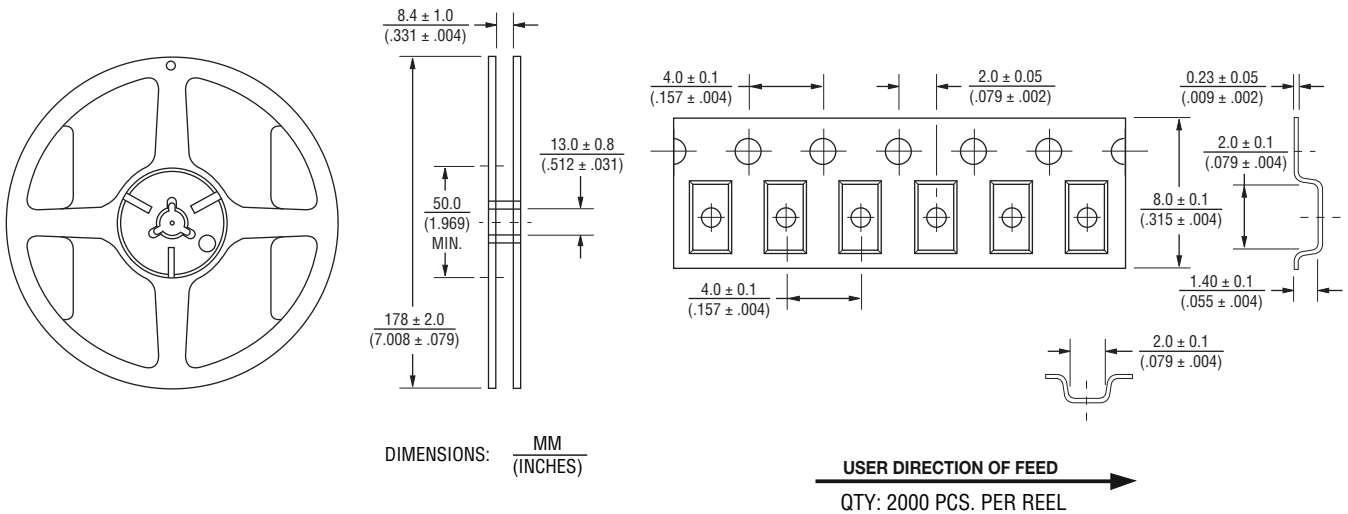 8.4 ± 1.0
(.331 ± .004)
4.0 ± 0.1
(.157 ± .004)
2.0 ± 0.05
(.079 ± .002)
0.23 ± 0.05
(.009 ± .002)
13.0 ± 0.8
(.512 ± .031)
2.0 ± 0.1
(.079 ± .004)
50.0
(1.969)
MIN.
8.0 ± 0.1
(.315 ± .004)
4.0 ± 0.1
(.157 ± .004)
1.40 ± 0.1
(.055 ± .004)
178 ± 2.0
(7.008 ± .079)
2.0 ± 0.1
(.079 ± .004)
DIMENSIONS:
MM
(INCHES)
USER DIRECTION OF FEED
QTY: 2000 PCS. PER REEL